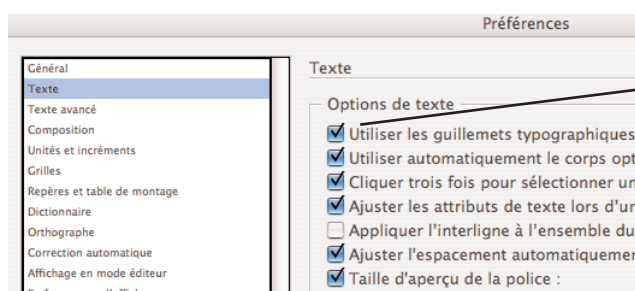 Préférences
Général
Texte
Texte avancé
Composition
Unités et incréments
Grilles
Repères et table de montage
Dictionnaire
Orthographe
Correction automatique
Affichage en mode éditeur
Texte
Options de texte
Utiliser les guillemets typographiques
Utiliser automatiquement le corps opt
Cliquer trois fois pour sélectionner un
Ajuster les attributs de texte lors d'un
Appliquer l'interligne à l'ensemble du
Ajuster l'espacement automatiquemen
Taille d'aperçu de la police :